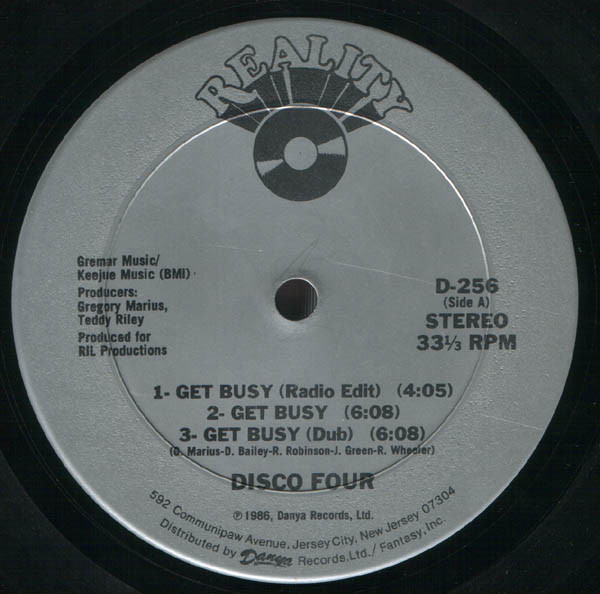 REALITY
Gremar Music/
Keejue Music (BMI)
Producers:
Gregory Marius,
Teddy Riley
Produced for
RIL Productions
D-256
(Side A)
STEREO
33⅓ RPM
1- GET BUSY (Radio Edit) (4:05)
2- GET BUSY (6:08)
3- GET BUSY (Dub) (6:08)
(G. Marius-D. Bailey-R. Robinson-J. Green-R. Wheeler)
DISCO FOUR
℗ 1986, Danya Records, Ltd.
592 Communipaw Avenue, Jersey City, New Jersey 07304
Distributed by Danya Records, Ltd./ Fantasy, Inc.